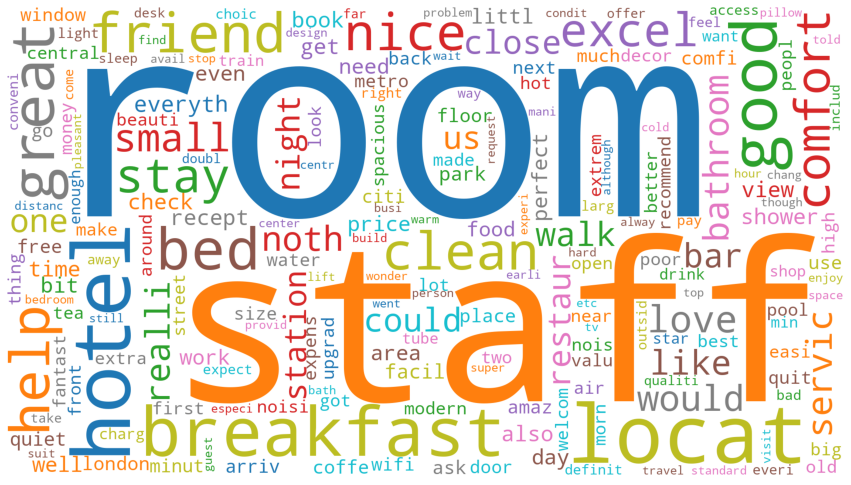 window
desk
choic
book
littl
problem
far
condit
offer
access
pillow
told
friend
nice
close
excel
light
find
design
get
back
wait
feel
want
central
sleep
avail
stop
train
need
much
decor
comfi
peopl
good
comfort
great
conveni
come
go
money
pleasant
even
metro
right
way
next
hot
mani
everyth
beauti
doubl
small
night
look
spacious
floor
us
made
request
park
room
extrem
cold
although
better
recommend
bathroom
view
larg
alway
pay
shower
hour
chang
though
high
includ
distanc
enough
stay
check
centr
citi
perfect
one
make
recept
center
busi
price
warm
food
experi
walk
free
around
bed
noth
build
clean
hard
poor
bar
shop
use
thing
time
away
hotel
water
station
lift
wonder
earli
restaur
open
drink
outsid
top
pool
enjoy
space
bit
bedroom
street
size
provid
expens
went
lot
person
place
staff
etc
near
tv
star
best
min
tea
still
realli
could
love
help
front
fantast
extra
work
upgrad
area
tube
two
nois
valu
like
quit
easi
servic
expect
bath
facil
super
air
qualiti
bad
take
first
especi
noisi
got
modern
amaz
welcom
morn
would
quiet
suit
charg
breakfast
also
locat
visit
big
well
london
minut
guest
arriv
coffe
wifi
ask
door
day
definit
travel
standard
everi
old